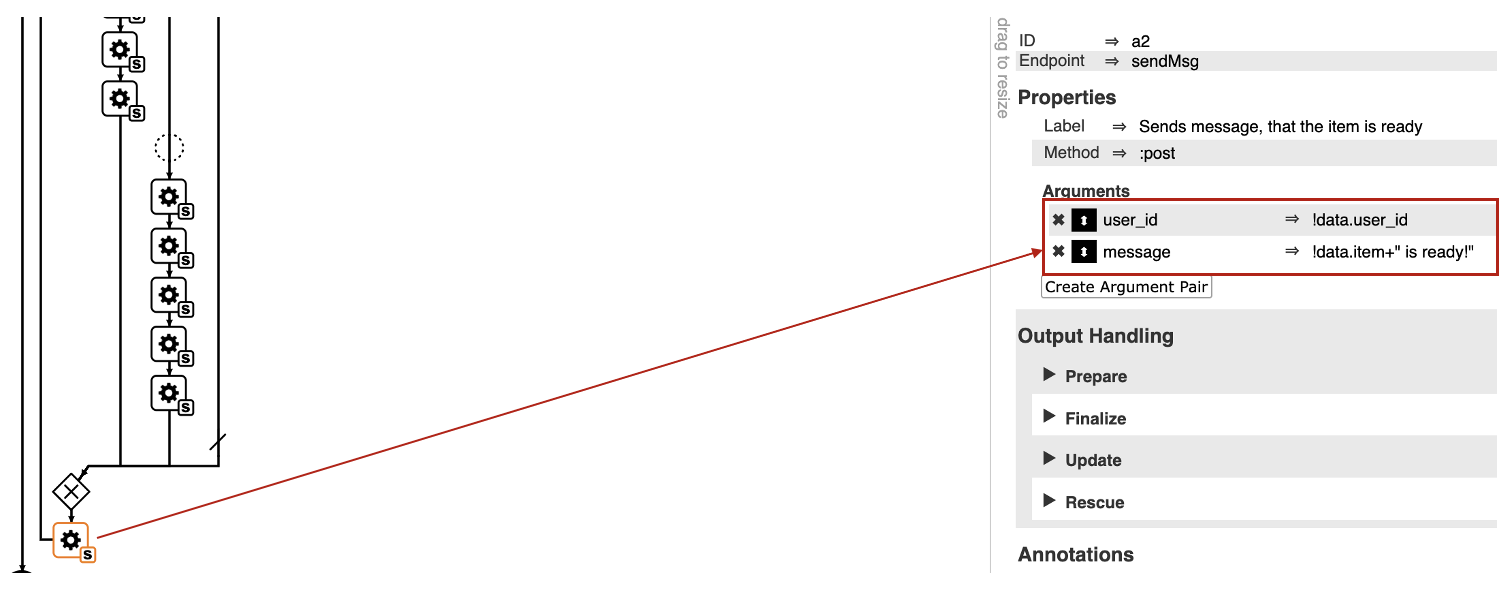 drag to resize
ID ⇒ a2
Endpoint ⇒ sendMsg
Properties
Label ⇒ Sends message, that the item is ready
Method ⇒ :post
Arguments
✖ user_id ⇒ !data.user_id
✖ message ⇒ !data.item+" is ready!"
Create Argument Pair
Output Handling
▶ Prepare
▶ Finalize
▶ Update
▶ Rescue
Annotations
s
s
s
s
s
s
s
s
s